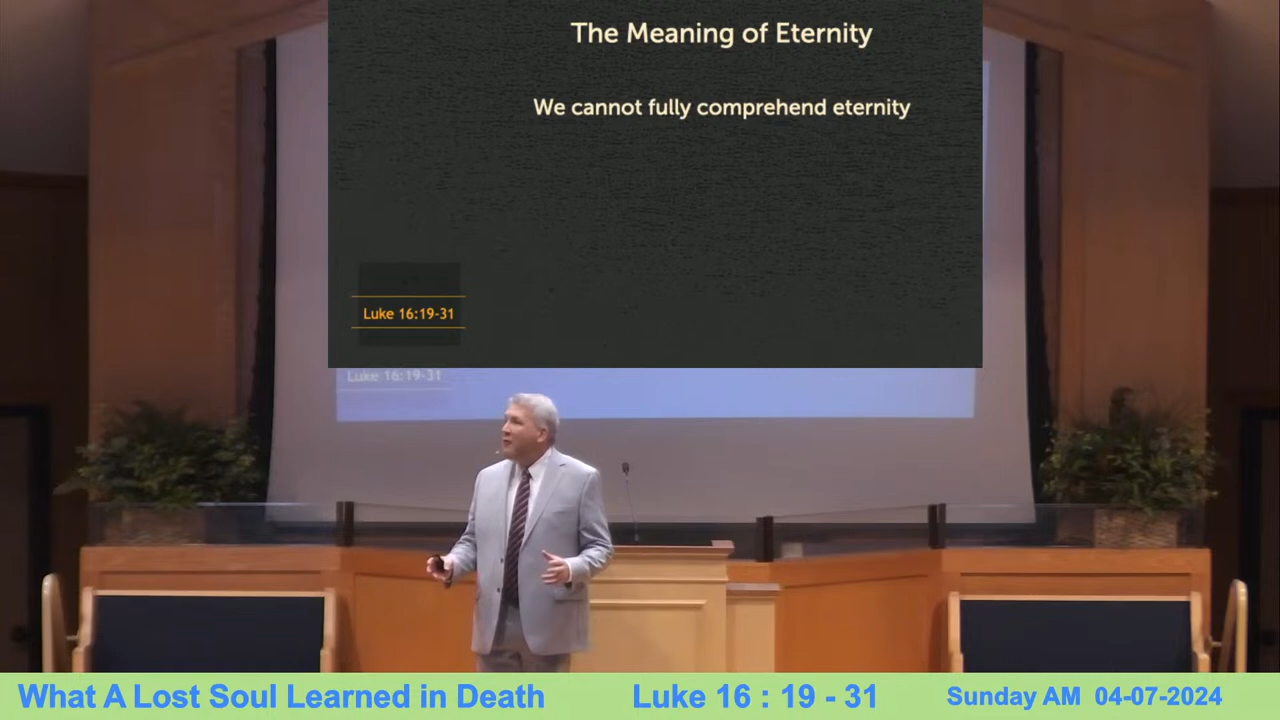 The Meaning of Eternity
We cannot fully comprehend eternity
Luke 16:19-31
Luke 16:19-31
What A Lost Soul Learned in Death
Luke 16 : 19 - 31
Sunday AM 04-07-2024